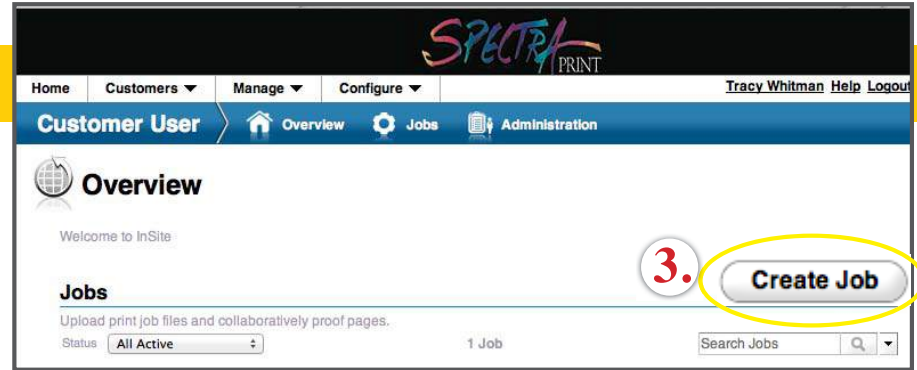 SPECTRA
PRINT
Home Customers Manage Configure Tracy Whitman Help Logout
Customer User Overview Jobs Administration
Overview
Welcome to InSite
3. Create Job
Jobs
Upload print job files and collaboratively proof pages.
Status All Active 1 Job Search Jobs